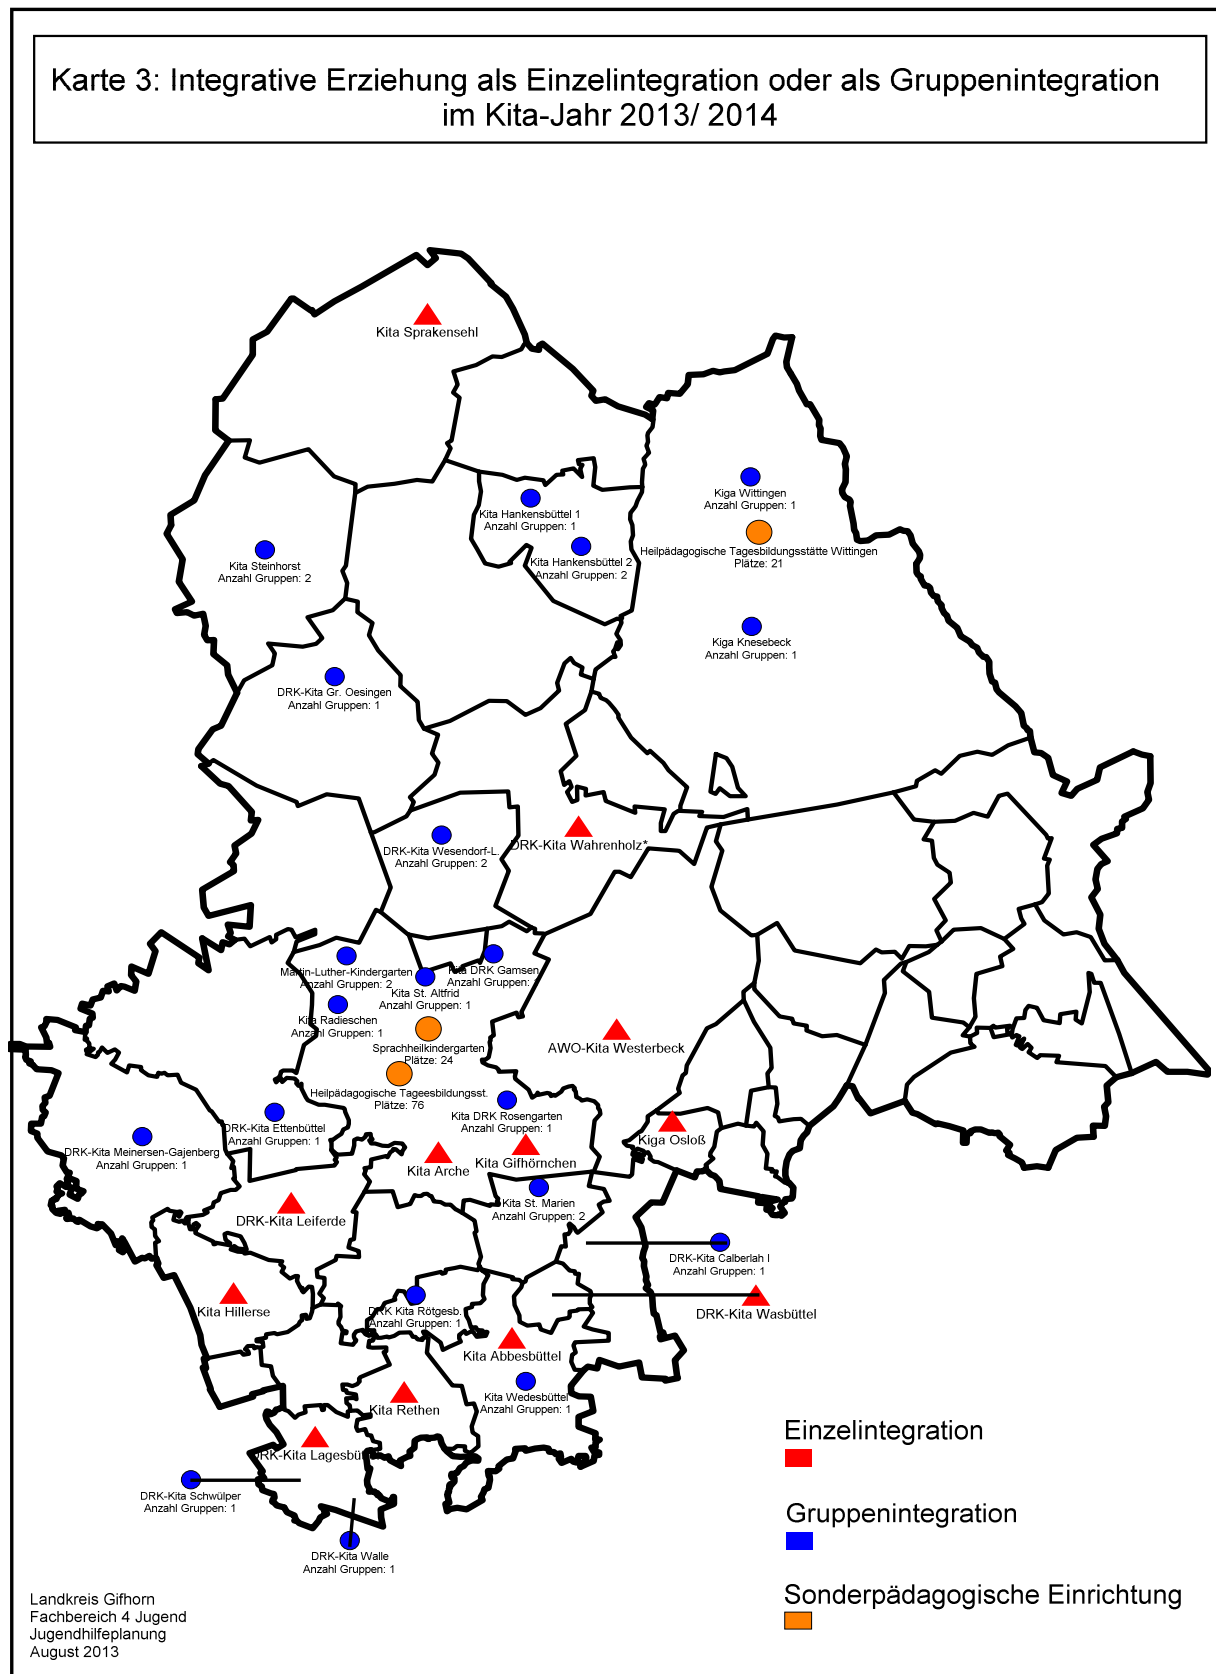 Karte 3: Integrative Erziehung als Einzelintegration oder als Gruppenintegration
im Kita-Jahr 2013/ 2014
Kita Sprakensehl
Kiga Wittingen
Anzahl Gruppen: 1
Kita Hankensbüttel 1
Anzahl Gruppen: 1
Heilpädagogische Tagesbildungsstätte Wittingen
Plätze: 21
Kita Hankensbüttel 2
Anzahl Gruppen: 2
Kita Steinhorst
Anzahl Gruppen: 2
Kiga Knesebeck
Anzahl Gruppen: 1
DRK-Kita Gr. Oesingen
Anzahl Gruppen: 1
DRK-Kita Wesendorf-L.
Anzahl Gruppen: 2
DRK-Kita Wahrenholz*
Martin-Luther-Kindergarten
Anzahl Gruppen: 2
Kita DRK Gamsen
Anzahl Gruppen:
Kita St. Altfrid
Anzahl Gruppen: 1
Kita Radieschen
Anzahl Gruppen: 1
Sprachheilkindergarten
Plätze: 24
AWO-Kita Westerbeck
Heilpädagogische Tageesbildungsst.
Plätze: 76
Kita DRK Rosengarten
Anzahl Gruppen: 1
DRK-Kita Ettenbüttel
Anzahl Gruppen: 1
Kiga Osloß
DRK-Kita Meinersen-Gajenberg
Anzahl Gruppen: 1
Kita Arche
Kita Gifhörnchen
Kita St. Marien
Anzahl Gruppen: 2
DRK-Kita Leiferde
DRK-Kita Calberlah I
Anzahl Gruppen: 1
Kita Hillerse
DRK Kita Rötgesb.
Anzahl Gruppen: 1
DRK-Kita Wasbüttel
Kita Abbesbüttel
Kita Wedesbüttel
Anzahl Gruppen: 1
Kita Rethen
DRK-Kita Lagesbüttel
DRK-Kita Schwülper
Anzahl Gruppen: 1
DRK-Kita Walle
Anzahl Gruppen: 1
Einzelintegration
Gruppenintegration
Sonderpädagogische Einrichtung
Landkreis Gifhorn
Fachbereich 4 Jugend
Jugendhilfeplanung
August 2013